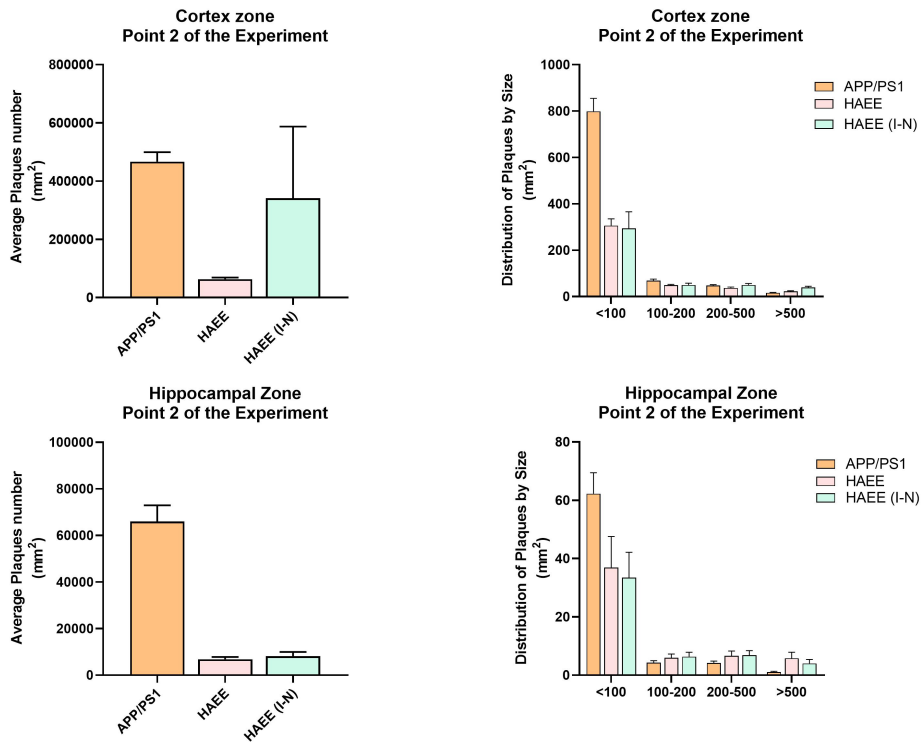 Cortex zone
Point 2 of the Experiment
Average Plaques number
(mm²)
800000
600000
400000
200000
0
APP/PS1
HAEE
HAEE (I-N)
Cortex zone
Point 2 of the Experiment
Distribution of Plaques by Size
(mm²)
1000
800
600
400
200
0
<100
100-200
200-500
>500
APP/PS1
HAEE
HAEE (I-N)
Hippocampal Zone
Point 2 of the Experiment
Average Plaques number
(mm²)
100000
80000
60000
40000
20000
0
APP/PS1
HAEE
HAEE (I-N)
Hippocampal Zone
Point 2 of the Experiment
Distribution of Plaques by Size
(mm²)
80
60
40
20
0
<100
100-200
200-500
>500
APP/PS1
HAEE
HAEE (I-N)